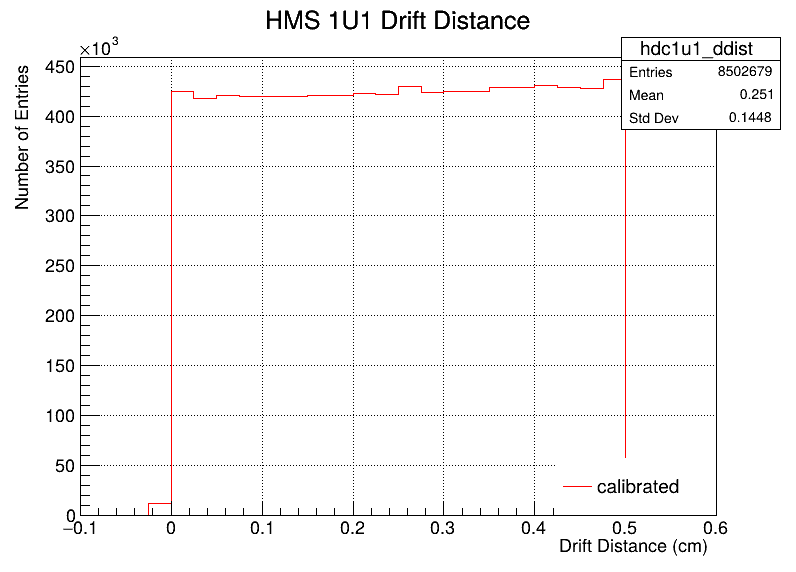 HMS 1U1 Drift Distance
×10³
hdc1u1_ddist
Entries 8502679
Mean 0.251
Std Dev 0.1448
Number of Entries
450
400
350
300
250
200
150
100
50
0
calibrated
−0.1 0 0.1 0.2 0.3 0.4 0.5 0.6
Drift Distance (cm)